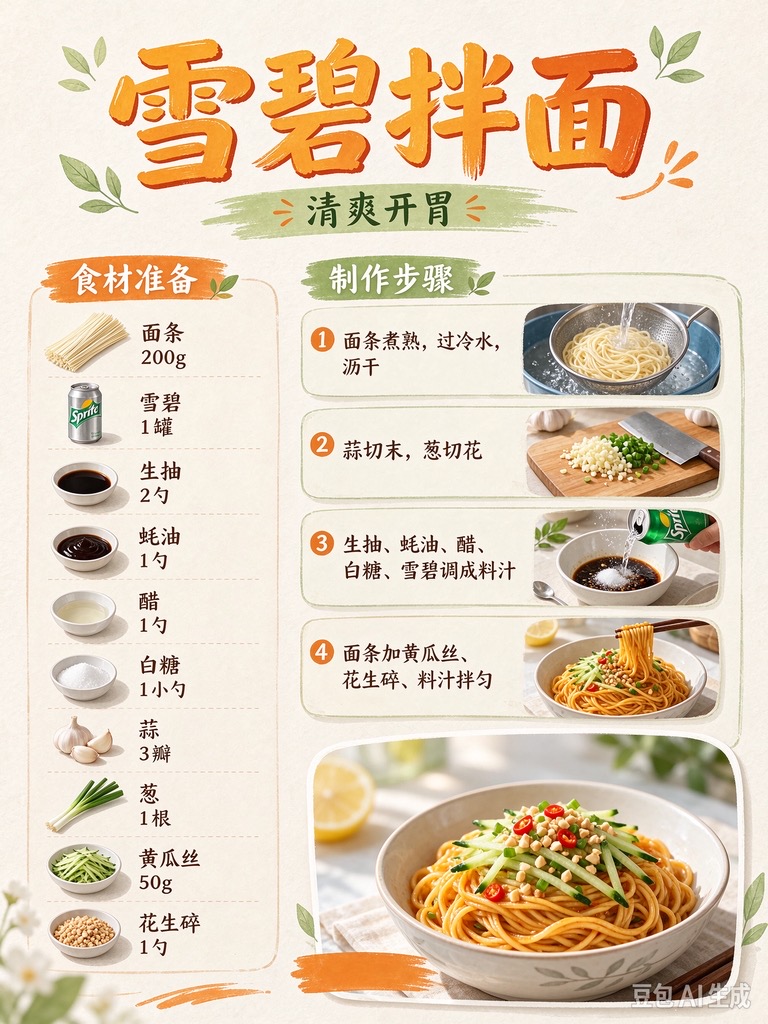 雪碧拌面
清爽开胃
食材准备
面条
200g
Sprite
雪碧
1罐
生抽
2勺
蚝油
1勺
醋
1勺
白糖
1小勺
蒜
3瓣
葱
1根
黄瓜丝
50g
花生碎
1勺
制作步骤
1 面条煮熟，过冷水，
沥干
2 蒜切末，葱切花
3 生抽、蚝油、醋、
白糖、雪碧调成料汁
Sprite
4 面条加黄瓜丝、
花生碎、料汁拌匀
豆包AI生成